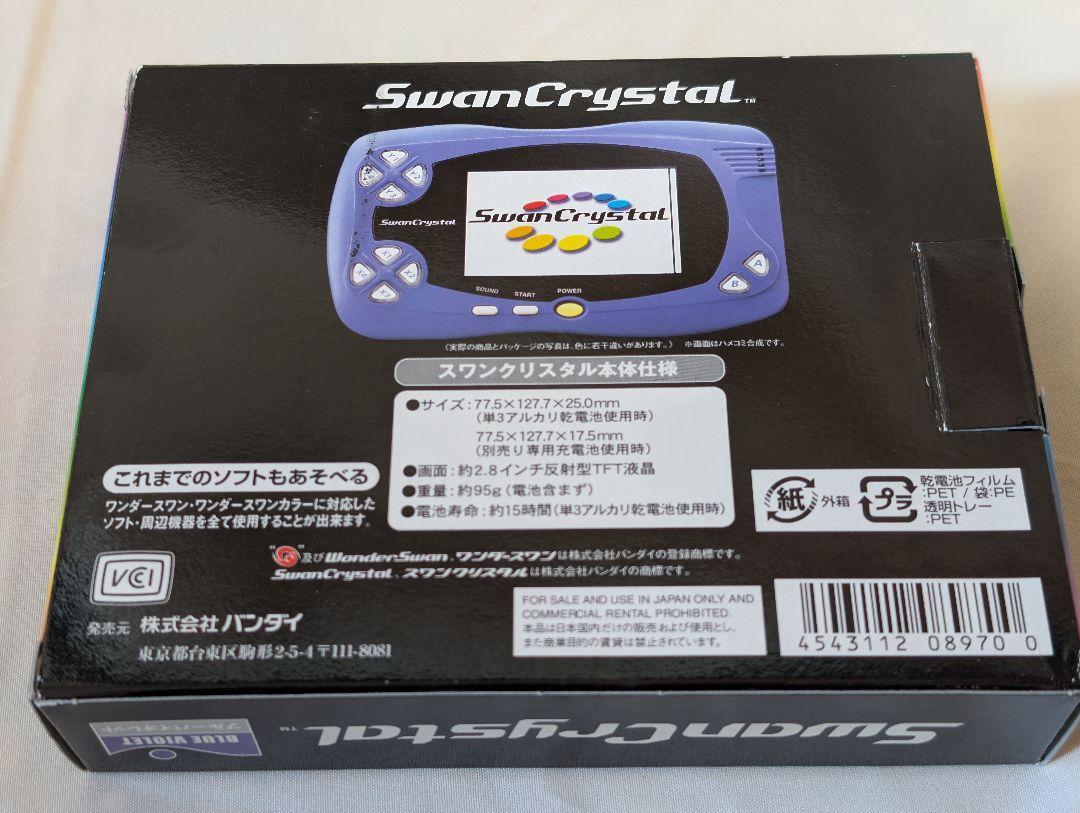 SwanCrystal™
Y1
Y2
Y3
SwanCrystal
SwanCrystal
X1
X4
X2
X3
A
B
SOUND
START
POWER
(実際の商品とパッケージの写真は、色に若干違いがあります。) ※画面はハメコミ合成です。
スワンクリスタル本体仕様
●サイズ:77.5×127.7×25.0mm
(単3アルカリ乾電池使用時)
77.5×127.7×17.5mm
(別売り専用充電池使用時)
●画面:約2.8インチ反射型TFT液晶
●重量:約95g(電池含まず)
●電池寿命:約15時間(単3アルカリ乾電池使用時)
これまでのソフトもあそべる
ワンダースワン・ワンダースワンカラーに対応した
ソフト・周辺機器を全て使用することが出来ます。
紙 外箱
プラ
乾電池フィルム
:PET / 袋:PE
透明トレー
:PET
及びWonderSwan、ワンダースワンは株式会社バンダイの登録商標です。
SwanCrystal、スワンクリスタルは株式会社バンダイの商標です。
VCI
発売元 株式会社 バンダイ
東京都台東区駒形2-5-4〒111-8081
FOR SALE AND USE IN JAPAN ONLY AND
COMMERCIAL RENTAL PROHIBITED.
本品は日本国内だけの販売および使用とし、
また商業目的の賃貸は禁止されています。
4543112 08970 0
SwanCrystal™
BLUE VIOLET
ブルーバイオレット